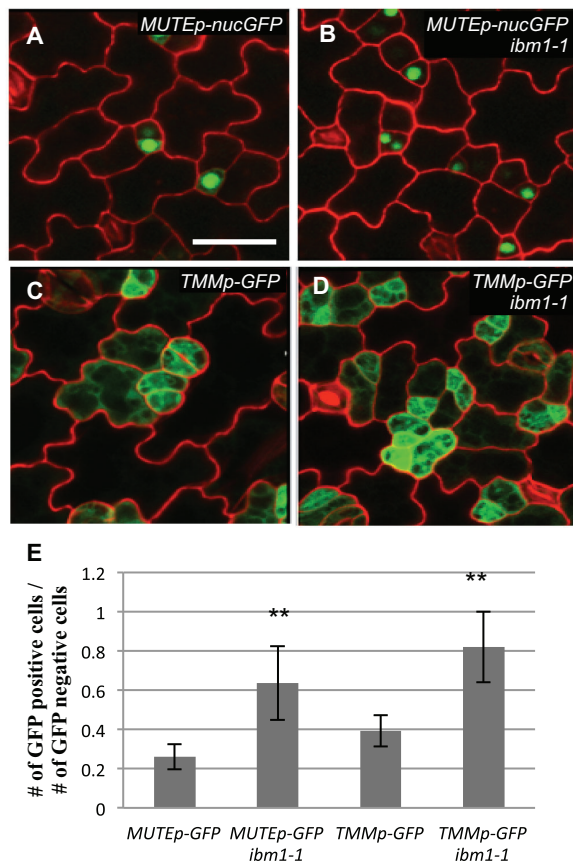 A
MUTEp-nucGFP
B
MUTEp-nucGFP
ibm1-1
C
TMMp-GFP
D
TMMp-GFP
ibm1-1
E
# of GFP positive cells /
# of GFP negative cells
1.2
1
0.8
0.6
0.4
0.2
0
**
**
MUTEp-GFP
MUTEp-GFP
ibm1-1
TMMp-GFP
TMMp-GFP
ibm1-1